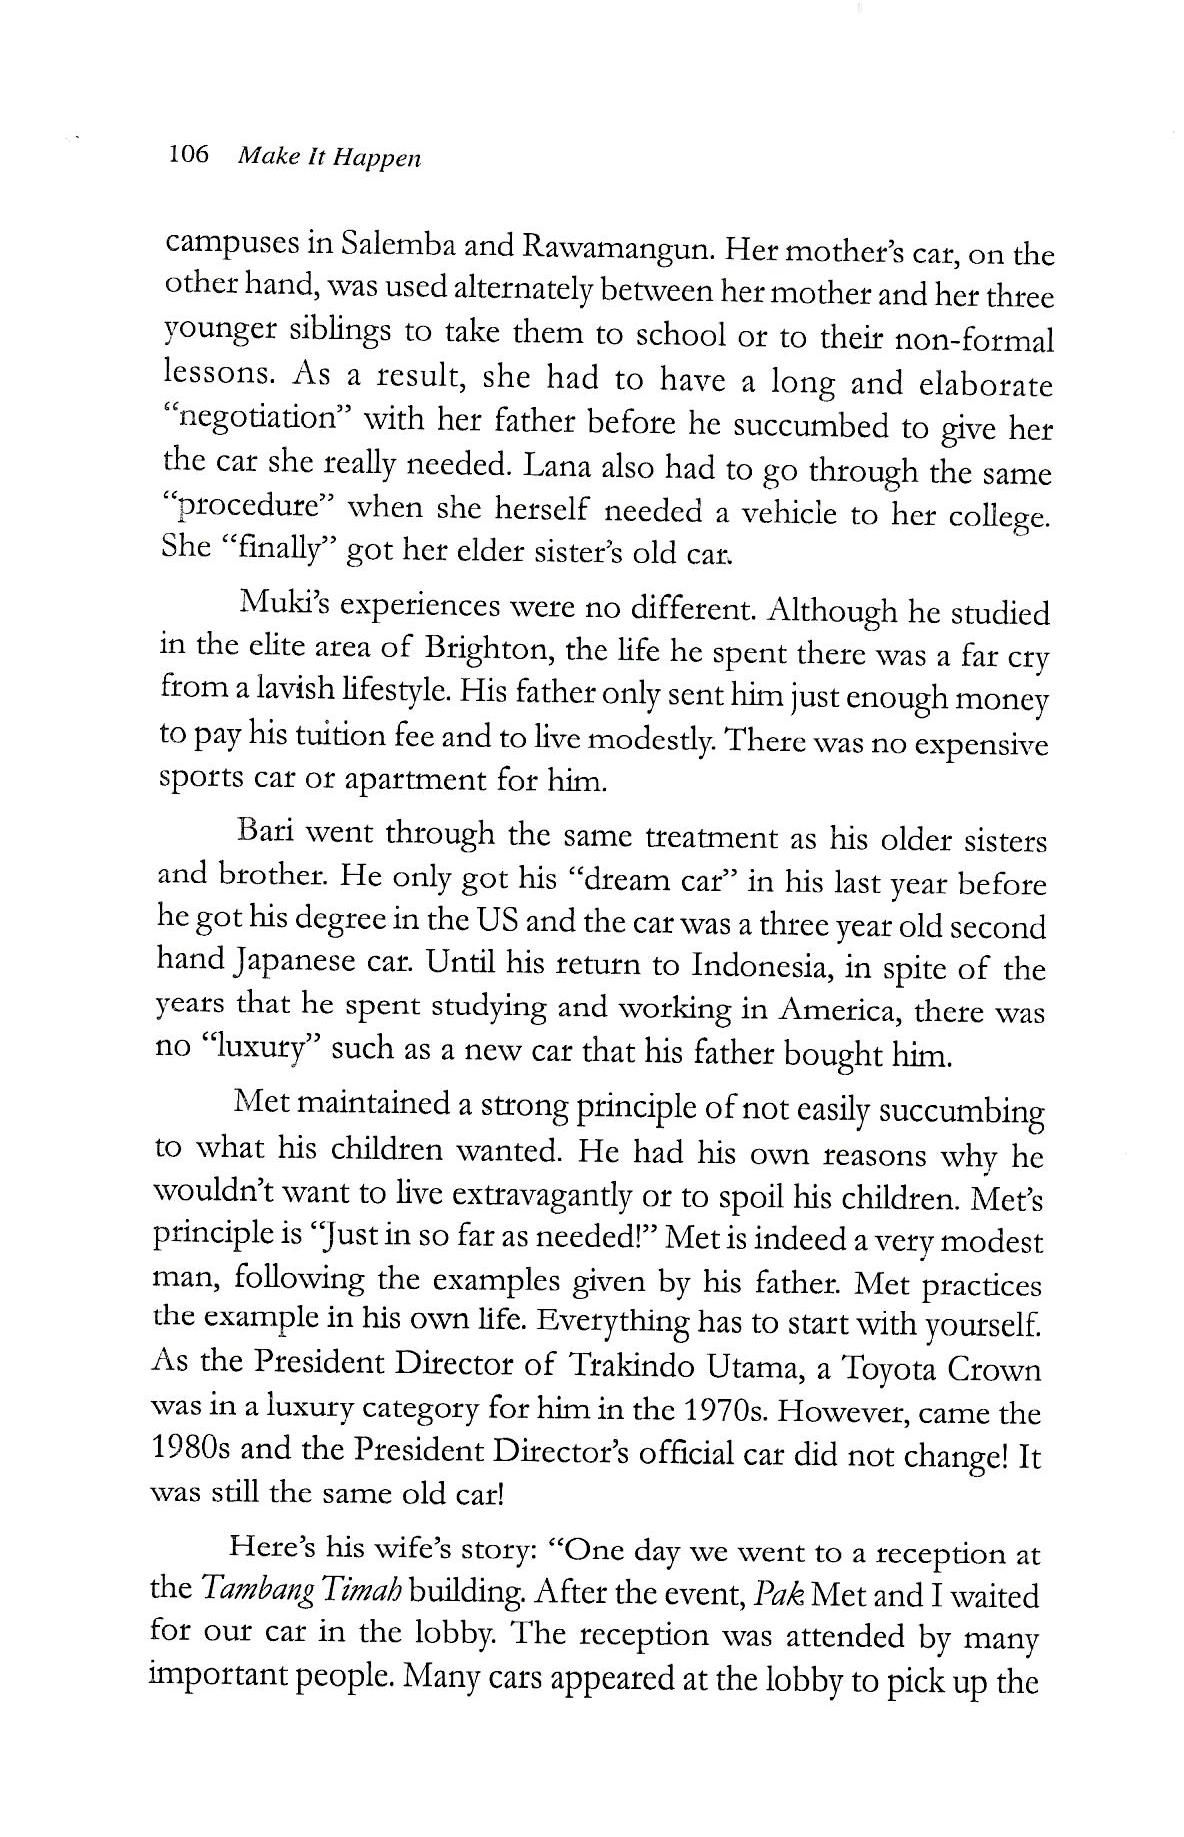 106 Make It Happen
campuses in Salemba and Rawamangun. Her mother's car, on the
other hand, was used alternately between her mother and her three
younger siblings to take them to school or to their non-formal
lessons. As a result, she had to have a long and elaborate
“negotiation” with her father before he succumbed to give her
the car she really needed. Lana also had to go through the same
“procedure” when she herself needed a vehicle to her college.
She “finally” got her elder sister's old car.
Muki's experiences were no different. Although he studied
in the elite area of Brighton, the life he spent there was a far cry
from a lavish lifestyle. His father only sent him just enough money
to pay his tuition fee and to live modestly. There was no expensive
sports car or apartment for him.
Bari went through the same treatment as his older sisters
and brother. He only got his “dream car” in his last year before
he got his degree in the US and the car was a three year old second
hand Japanese car. Until his return to Indonesia, in spite of the
years that he spent studying and working in America, there was
no “luxury” such as a new car that his father bought him.
Met maintained a strong principle of not easily succumbing
to what his children wanted. He had his own reasons why he
wouldn't want to live extravagantly or to spoil his children. Met's
principle is “Just in so far as needed!” Met is indeed a very modest
man, following the examples given by his father. Met practices
the example in his own life. Everything has to start with yourself.
As the President Director of Trakindo Utama, a Toyota Crown
was in a luxury category for him in the 1970s. However, came the
1980s and the President Director's official car did not change! It
was still the same old car!
Here's his wife's story: “One day we went to a reception at
the Tambang Timah building. After the event, Pak Met and I waited
for our car in the lobby. The reception was attended by many
important people. Many cars appeared at the lobby to pick up the